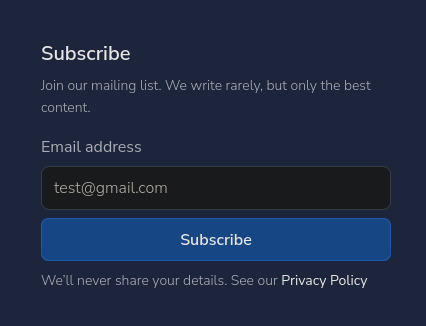 Subscribe
Join our mailing list. We write rarely, but only the best
content.
Email address
test@gmail.com
Subscribe
We'll never share your details. See our Privacy Policy